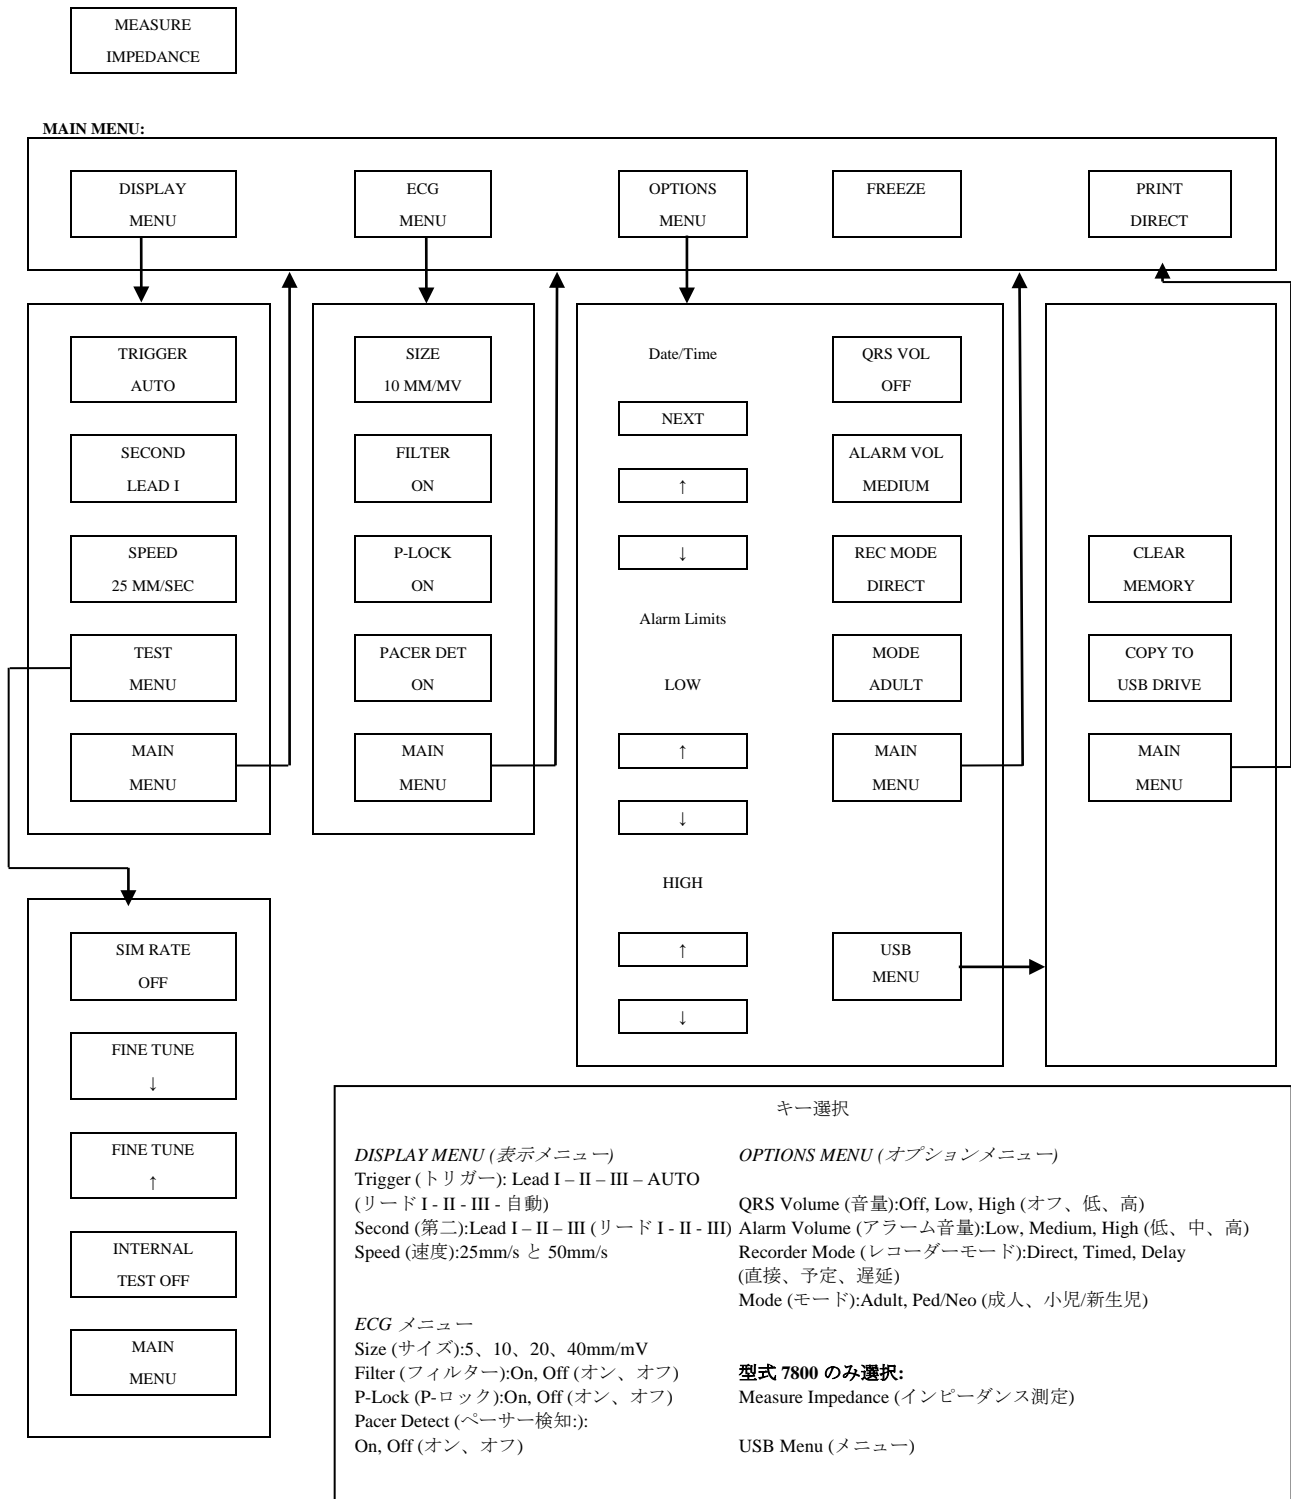 MEASURE
IMPEDANCE
MAIN MENU:
DISPLAY
MENU
ECG
MENU
OPTIONS
MENU
FREEZE
PRINT
DIRECT
TRIGGER
AUTO
SECOND
LEAD I
SPEED
25 MM/SEC
TEST
MENU
MAIN
MENU
SIZE
10 MM/MV
FILTER
ON
P-LOCK
ON
PACER DET
ON
MAIN
MENU
Date/Time
NEXT
↑
↓
Alarm Limits
LOW
↑
↓
HIGH
↑
↓
QRS VOL
OFF
ALARM VOL
MEDIUM
REC MODE
DIRECT
MODE
ADULT
MAIN
MENU
USB
MENU
CLEAR
MEMORY
COPY TO
USB DRIVE
MAIN
MENU
SIM RATE
OFF
FINE TUNE
↓
FINE TUNE
↑
INTERNAL
TEST OFF
MAIN
MENU
キー選択
DISPLAY MENU (表示メニュー)
Trigger (トリガー): Lead I – II – III – AUTO
(リード I - II - III - 自動)
Second (第二):Lead I – II – III (リード I - II - III)
Speed (速度):25mm/s と 50mm/s
ECG メニュー
Size (サイズ):5、10、20、40mm/mV
Filter (フィルター):On, Off (オン、オフ)
P-Lock (P-ロック):On, Off (オン、オフ)
Pacer Detect (ペーサー検知:):
On, Off (オン、オフ)
OPTIONS MENU (オプションメニュー)
QRS Volume (音量):Off, Low, High (オフ、低、高)
Alarm Volume (アラーム音量):Low, Medium, High (低、中、高)
Recorder Mode (レコーダーモード):Direct, Timed, Delay
(直接、予定、遅延)
Mode (モード):Adult, Ped/Neo (成人、小児/新生児)
型式 7800 のみ選択:
Measure Impedance (インピーダンス測定)
USB Menu (メニュー)